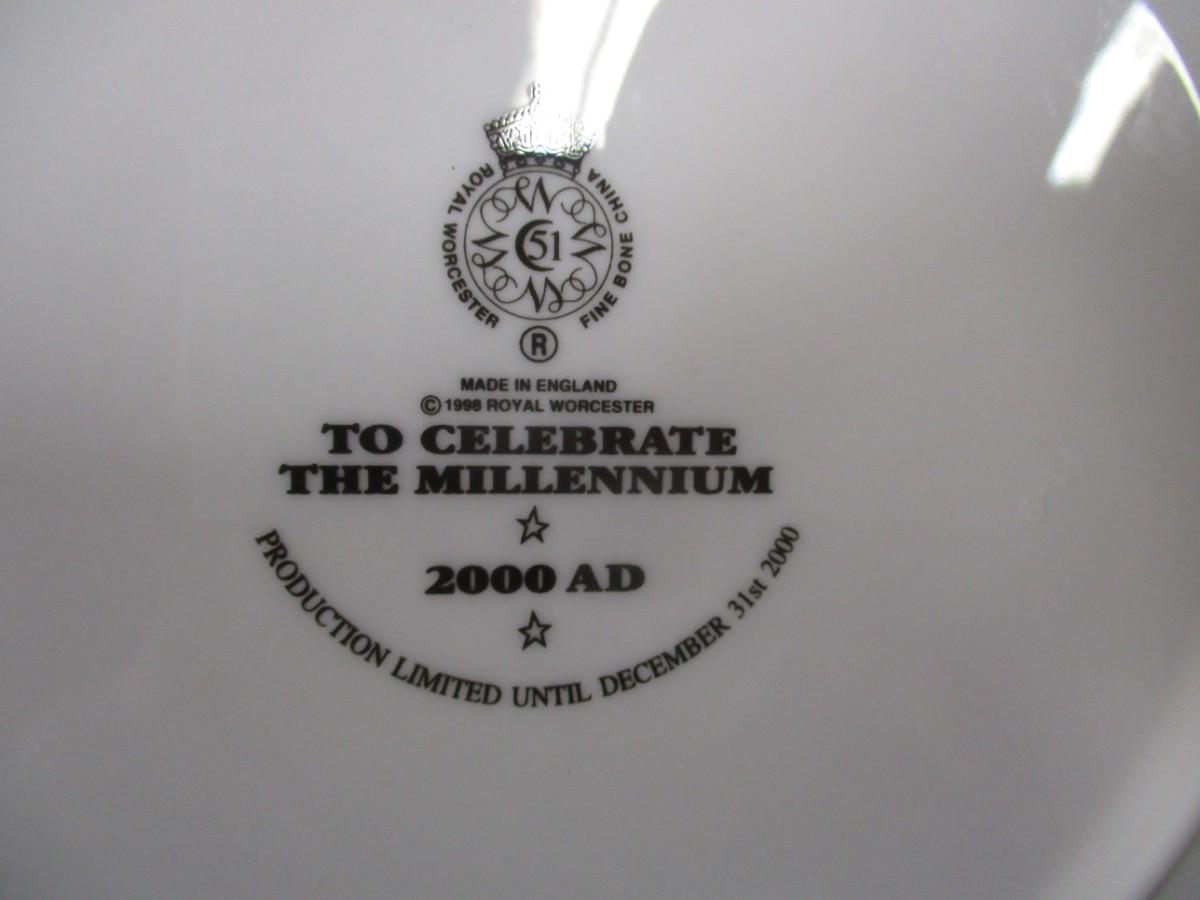 ROYAL WORCESTER
FINE BONE CHINA
51
R
MADE IN ENGLAND
© 1998 ROYAL WORCESTER
TO CELEBRATE
THE MILLENNIUM
2000 AD
PRODUCTION LIMITED UNTIL DECEMBER 31st 2000